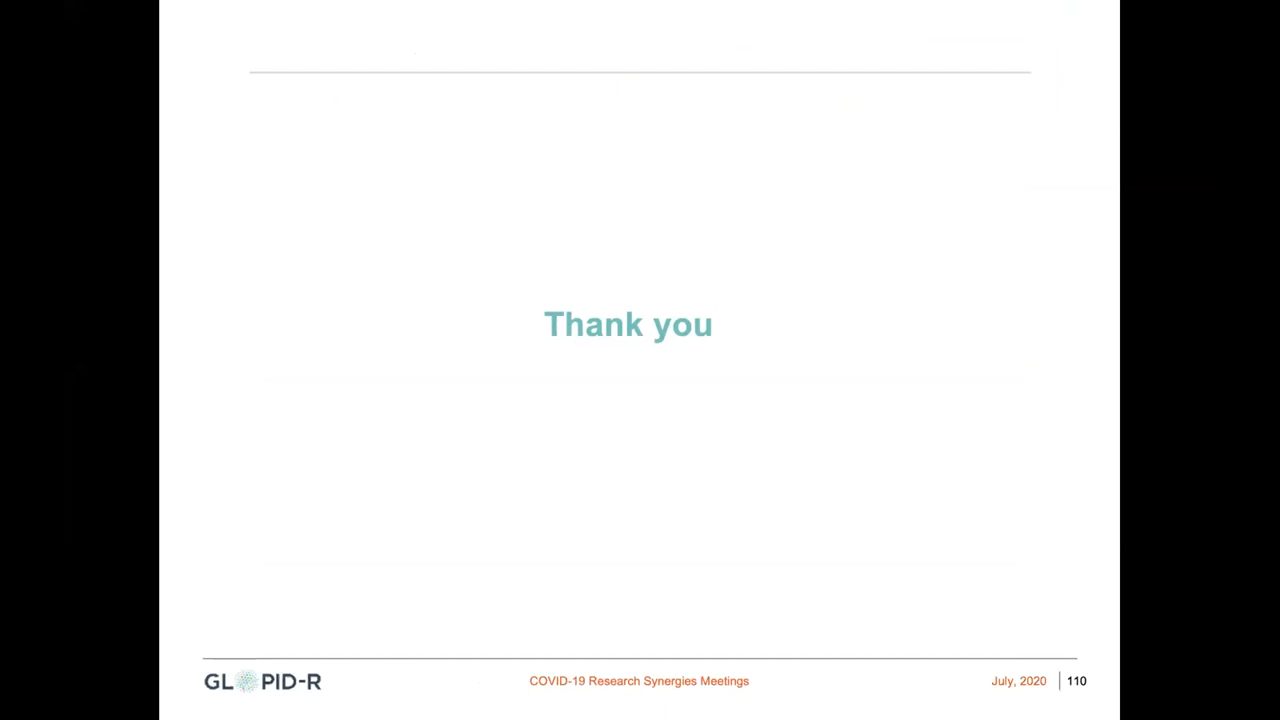 Thank you
GLOPID-R
COVID-19 Research Synergies Meetings
July, 2020
110